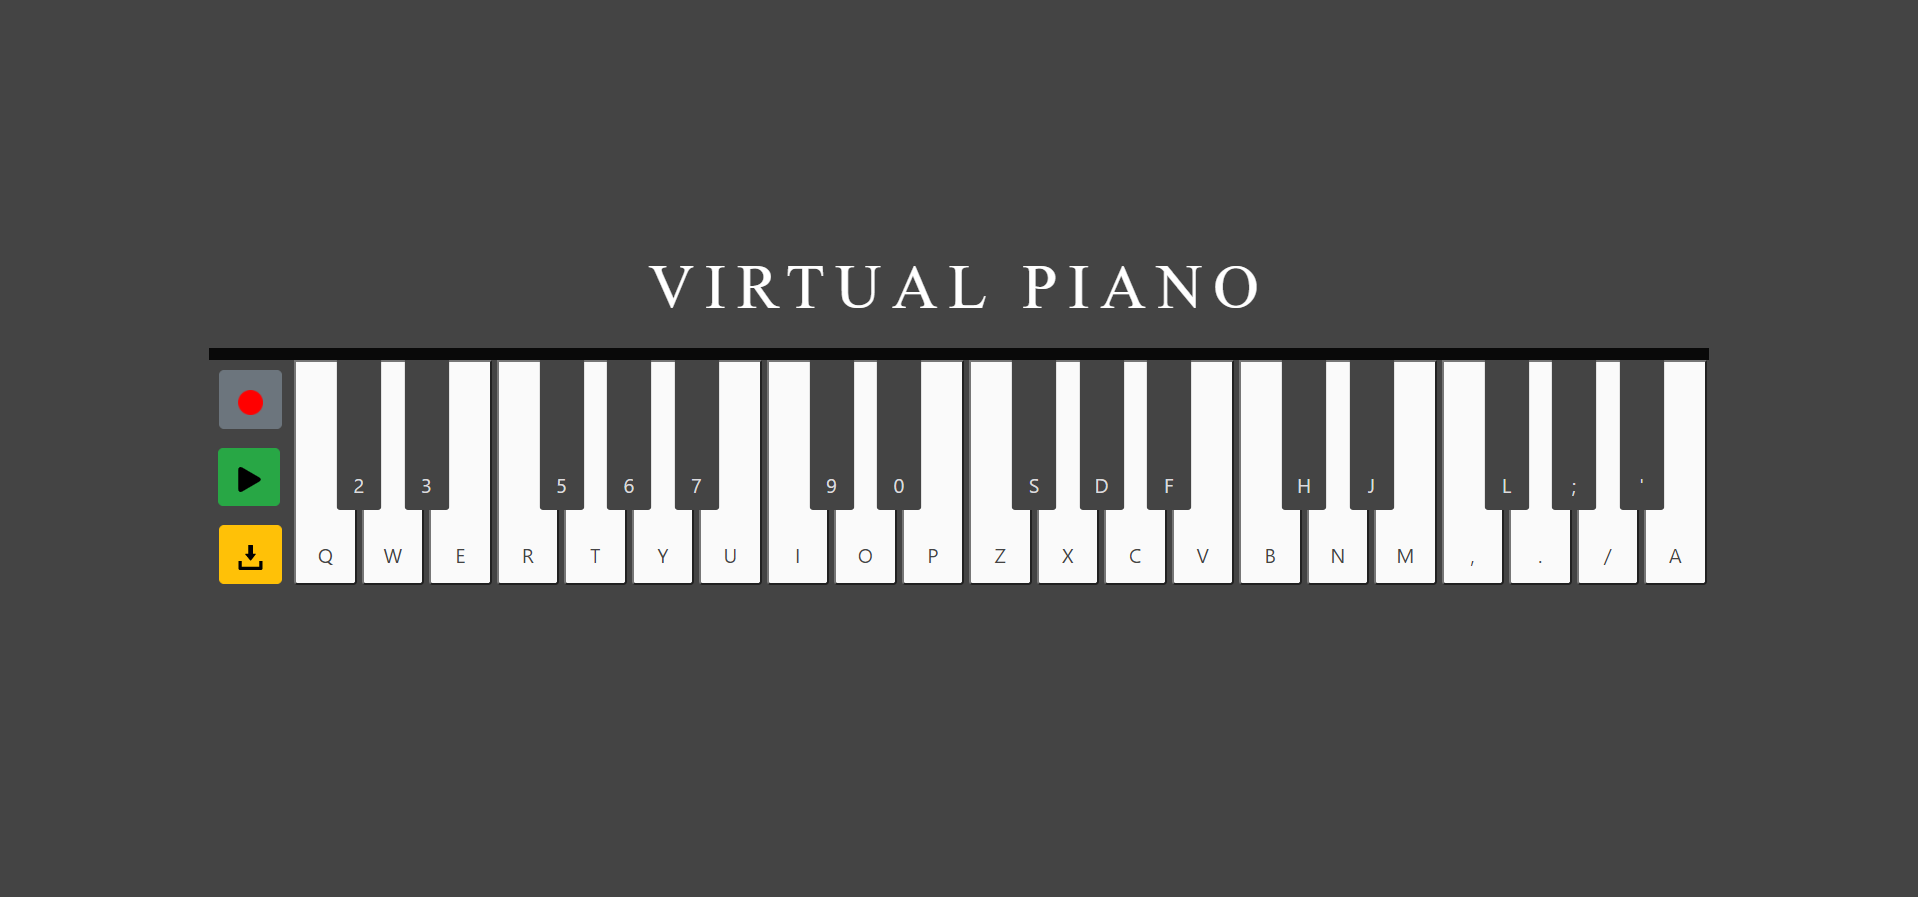 VIRTUAL PIANO
2 3 5 6 7 9 0 S D F H J L ; '
Q W E R T Y U I O P Z X C V B N M , . / A